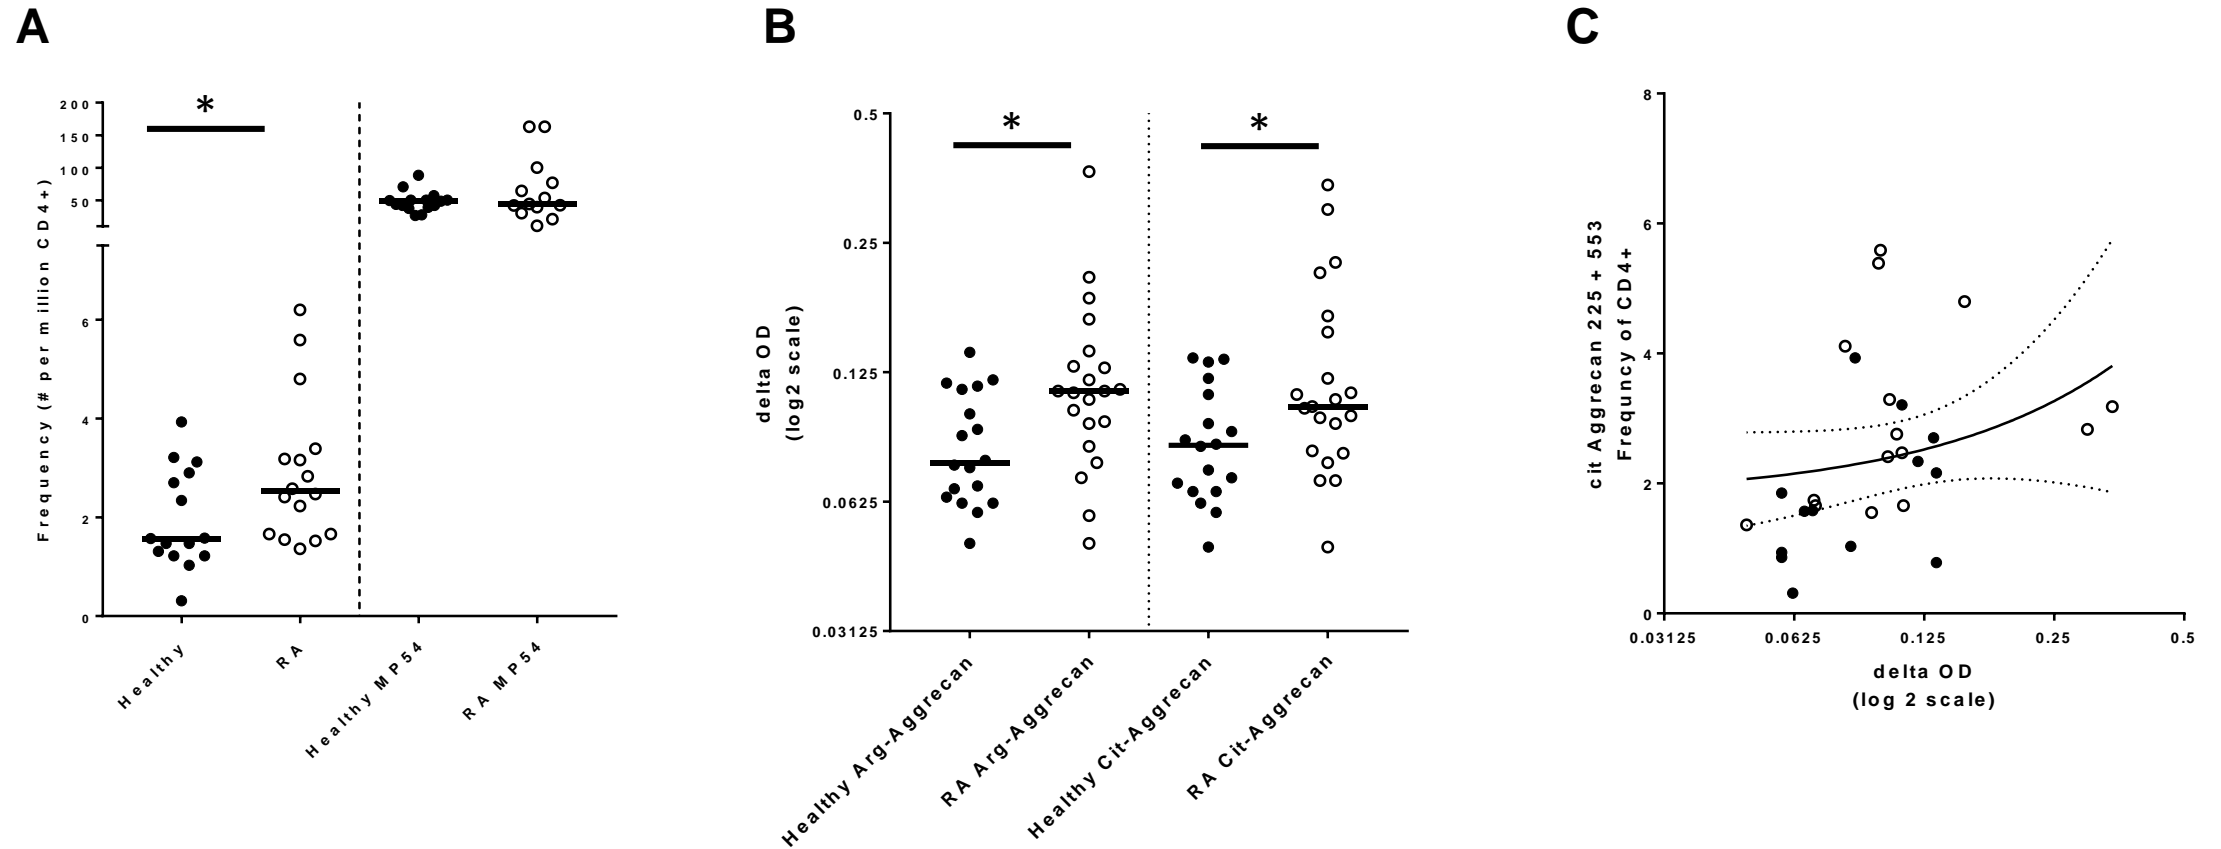 A
B
C
*
200
150
100
50
6
4
2
0
Frequency (# per million CD4+)
Healthy
RA
Healthy MP54
RA MP54
*
*
0.5
0.25
0.125
0.0625
0.03125
delta OD
(log2 scale)
Healthy Arg-Aggrecan
RA Arg-Aggrecan
Healthy Cit-Aggrecan
RA Cit-Aggrecan
8
6
4
2
0
cit Aggrecan 225 + 553
Frequncy of CD4+
0.03125
0.0625
0.125
0.25
0.5
delta OD
(log 2 scale)